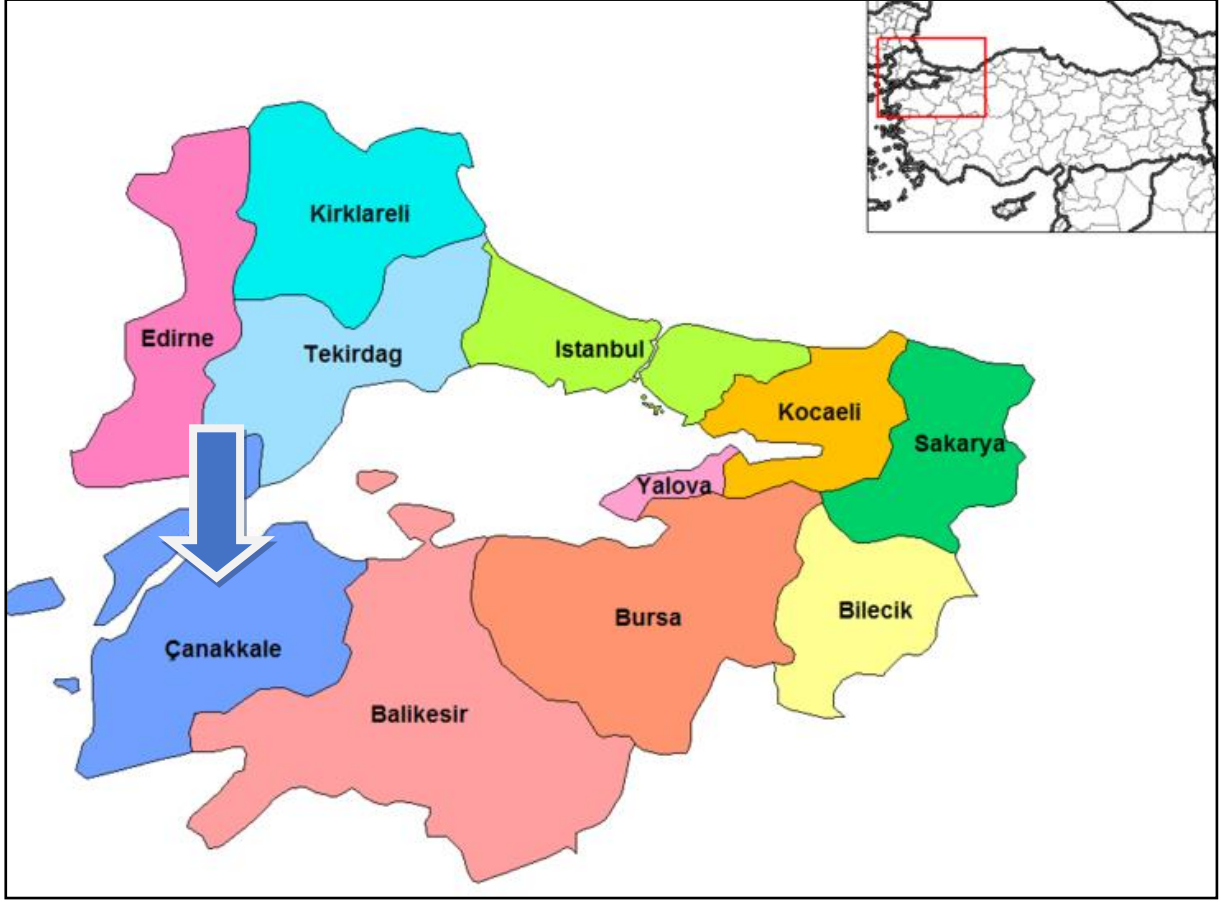 Kirklareli
Edirne
Tekirdag
Istanbul
Kocaeli
Sakarya
Yalova
Bilecik
Bursa
Çanakkale
Balikesir